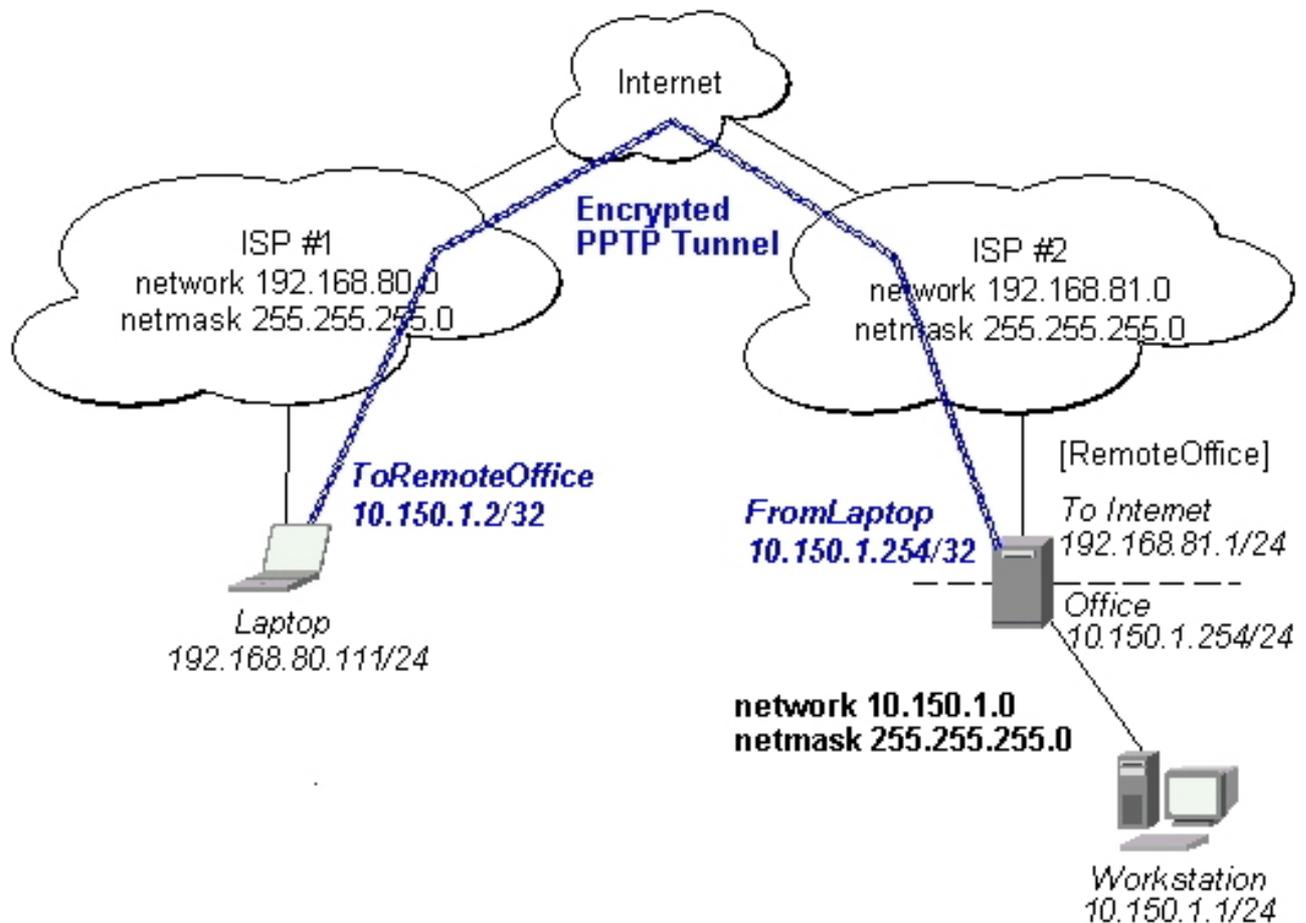 Internet
Encrypted
PPTP Tunnel
ISP #1
network 192.168.80.0
netmask 255.255.255.0
ISP #2
network 192.168.81.0
netmask 255.255.255.0
ToRemoteOffice
10.150.1.2/32
[RemoteOffice]
FromLaptop
10.150.1.254/32
To Internet
192.168.81.1/24
Office
10.150.1.254/24
Laptop
192.168.80.111/24
network 10.150.1.0
netmask 255.255.255.0
Workstation
10.150.1.1/24